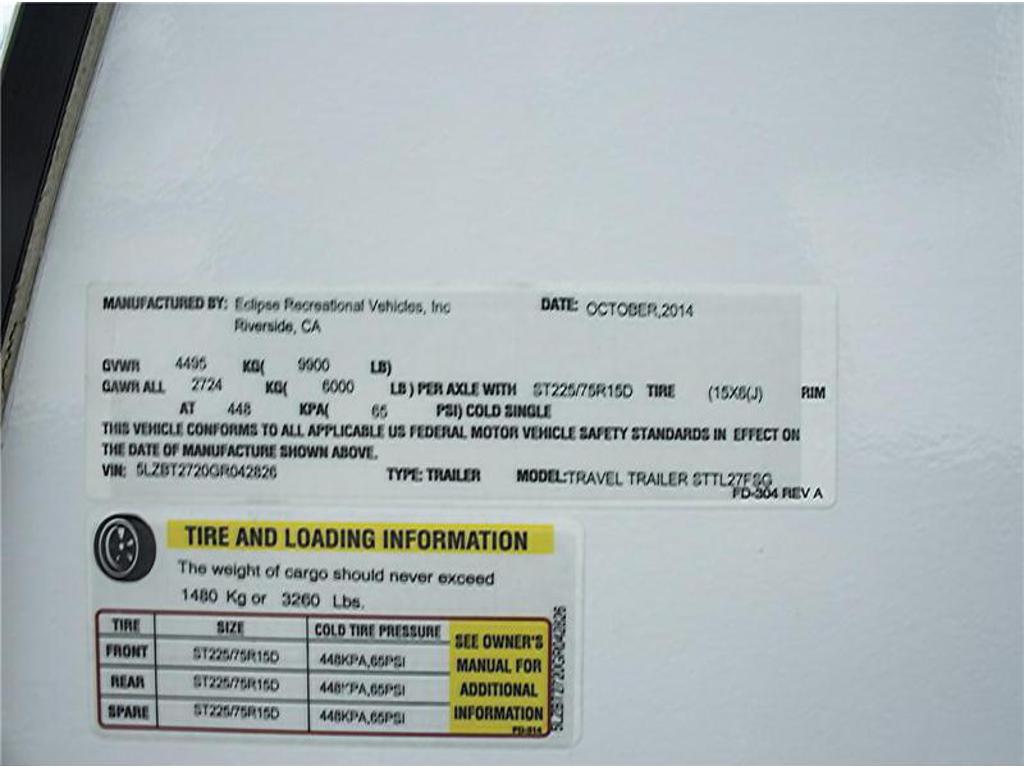 MANUFACTURED BY: Eclipse Recreational Vehicles, Inc DATE: OCTOBER,2014
Riverside, CA
GVWR 4495 KG( 9900 LB)
GAWR ALL 2724 KG( 6000 LB ) PER AXLE WITH ST225/75R15D TIRE (15X6(J) RIM
AT 448 KPA( 65 PSI) COLD SINGLE
THIS VEHICLE CONFORMS TO ALL APPLICABLE US FEDERAL MOTOR VEHICLE SAFETY STANDARDS IN EFFECT ON
THE DATE OF MANUFACTURE SHOWN ABOVE.
VIN: 5LZBT2720GR042826 TYPE: TRAILER MODEL:TRAVEL TRAILER STTL27FSG
FD-304 REV A
TIRE AND LOADING INFORMATION
The weight of cargo should never exceed
1480 Kg or 3260 Lbs.
TIRE SIZE COLD TIRE PRESSURE
FRONT ST225/75R15D 448KPA,65PSI
REAR ST225/75R15D 448KPA,65PSI
SPARE ST225/75R15D 448KPA,65PSI
SEE OWNER'S
MANUAL FOR
ADDITIONAL
INFORMATION
FD-314
5LZBT2720GR042826